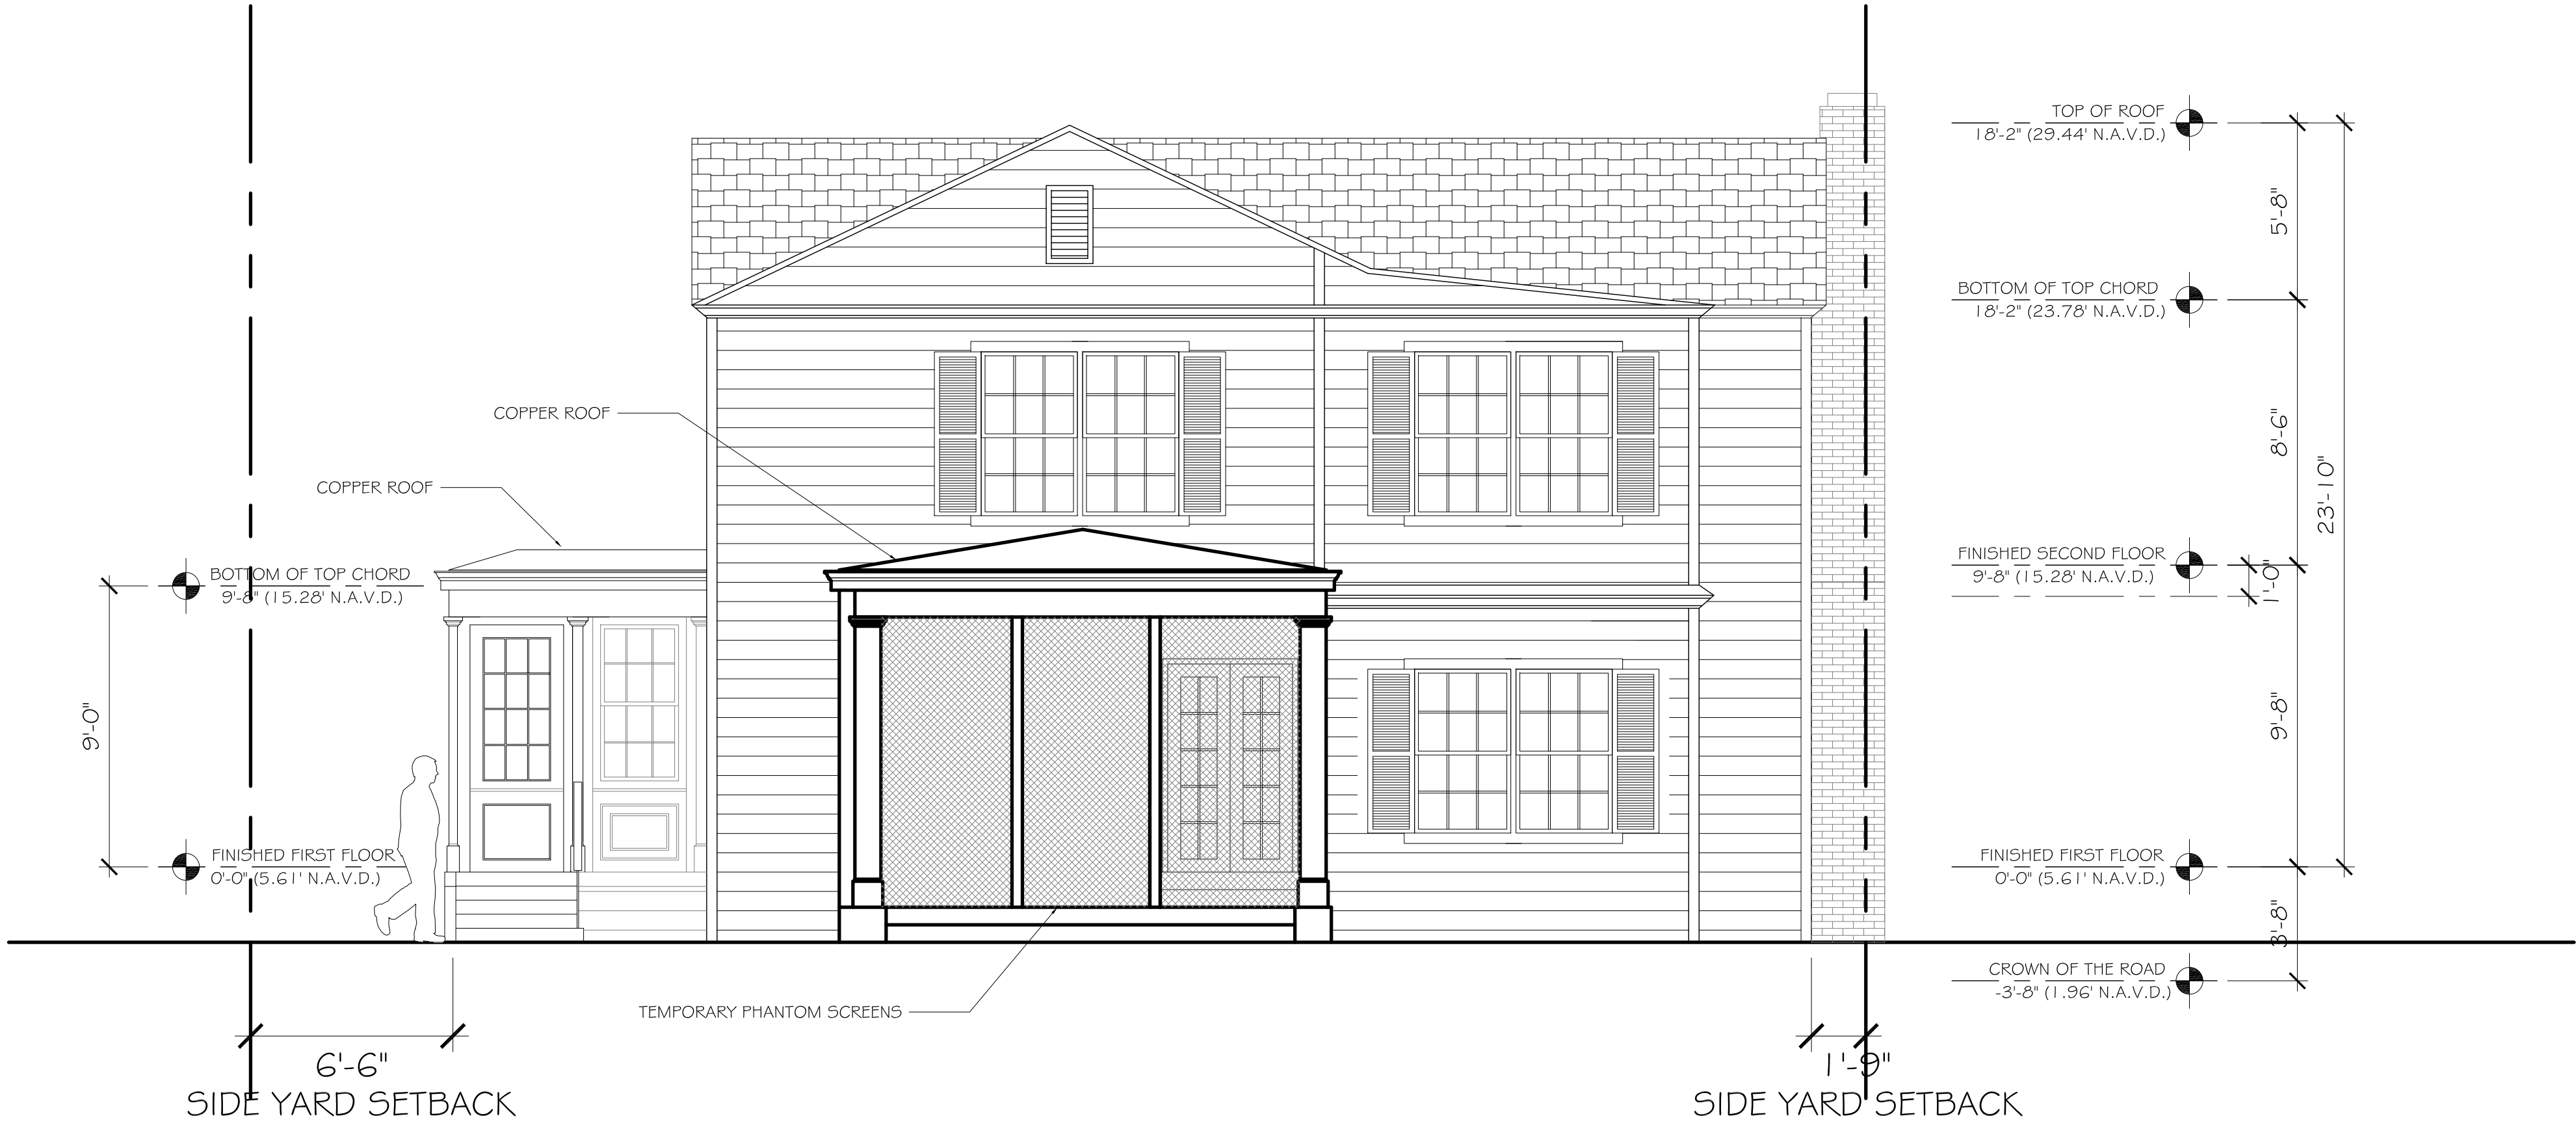 TOP OF ROOF
18'-2" (29.44' N.A.V.D.)
5'-8"
BOTTOM OF TOP CHORD
18'-2" (23.78' N.A.V.D.)
8'-6"
23'-10"
COPPER ROOF
COPPER ROOF
BOTTOM OF TOP CHORD
9'-8" (15.28' N.A.V.D.)
FINISHED SECOND FLOOR
9'-8" (15.28' N.A.V.D.)
1'-0"
9'-0"
9'-8"
FINISHED FIRST FLOOR
0'-0" (5.61' N.A.V.D.)
FINISHED FIRST FLOOR
0'-0" (5.61' N.A.V.D.)
3'-8"
CROWN OF THE ROAD
-3'-8" (1.96' N.A.V.D.)
TEMPORARY PHANTOM SCREENS
6'-6"
SIDE YARD SETBACK
1'-9"
SIDE YARD SETBACK